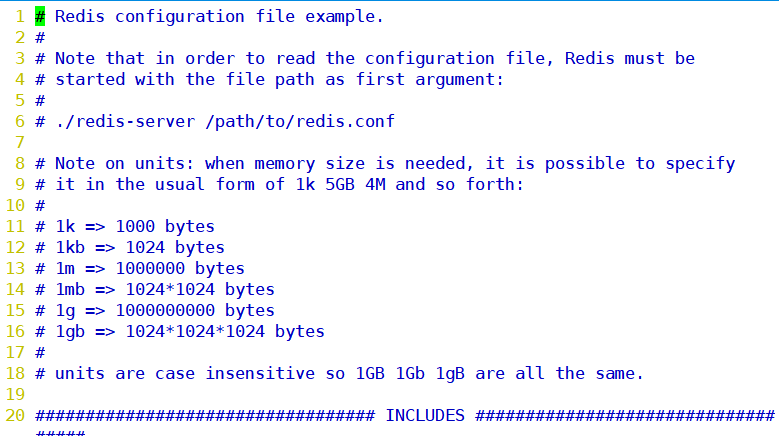 1 # Redis configuration file example.
2 #
3 # Note that in order to read the configuration file, Redis must be
4 # started with the file path as first argument:
5 #
6 # ./redis-server /path/to/redis.conf
7
8 # Note on units: when memory size is needed, it is possible to specify
9 # it in the usual form of 1k 5GB 4M and so forth:
10 #
11 # 1k => 1000 bytes
12 # 1kb => 1024 bytes
13 # 1m => 1000000 bytes
14 # 1mb => 1024*1024 bytes
15 # 1g => 1000000000 bytes
16 # 1gb => 1024*1024*1024 bytes
17 #
18 # units are case insensitive so 1GB 1Gb 1gB are all the same.
19
20 ################################## INCLUDES ##############################
#####